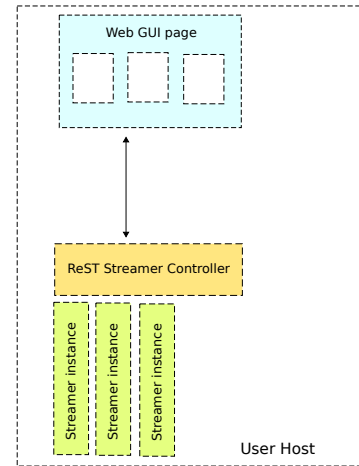 Web GUI page
ReST Streamer Controller
Streamer instance
Streamer instance
Streamer instance
User Host